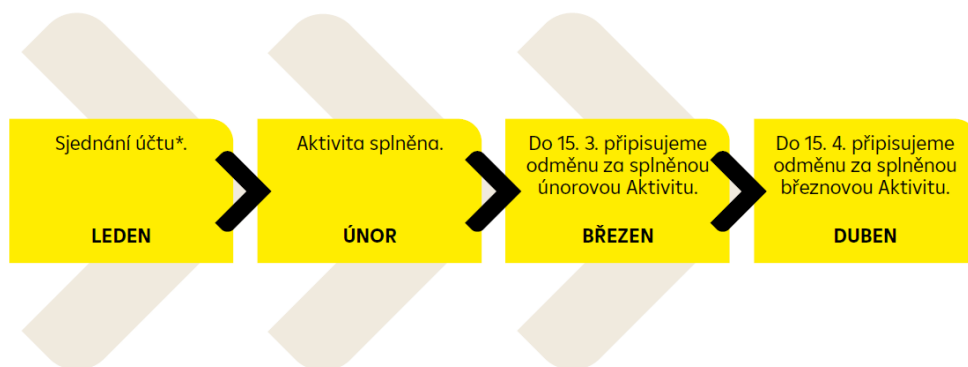 Sjednání účtu*.
LEDEN
Aktivita splněna.
ÚNOR
Do 15. 3. připisujeme
odměnu za splněnou
únorovou Aktivitu.
BŘEZEN
Do 15. 4. připisujeme
odměnu za splněnou
březnovou Aktivitu.
DUBEN